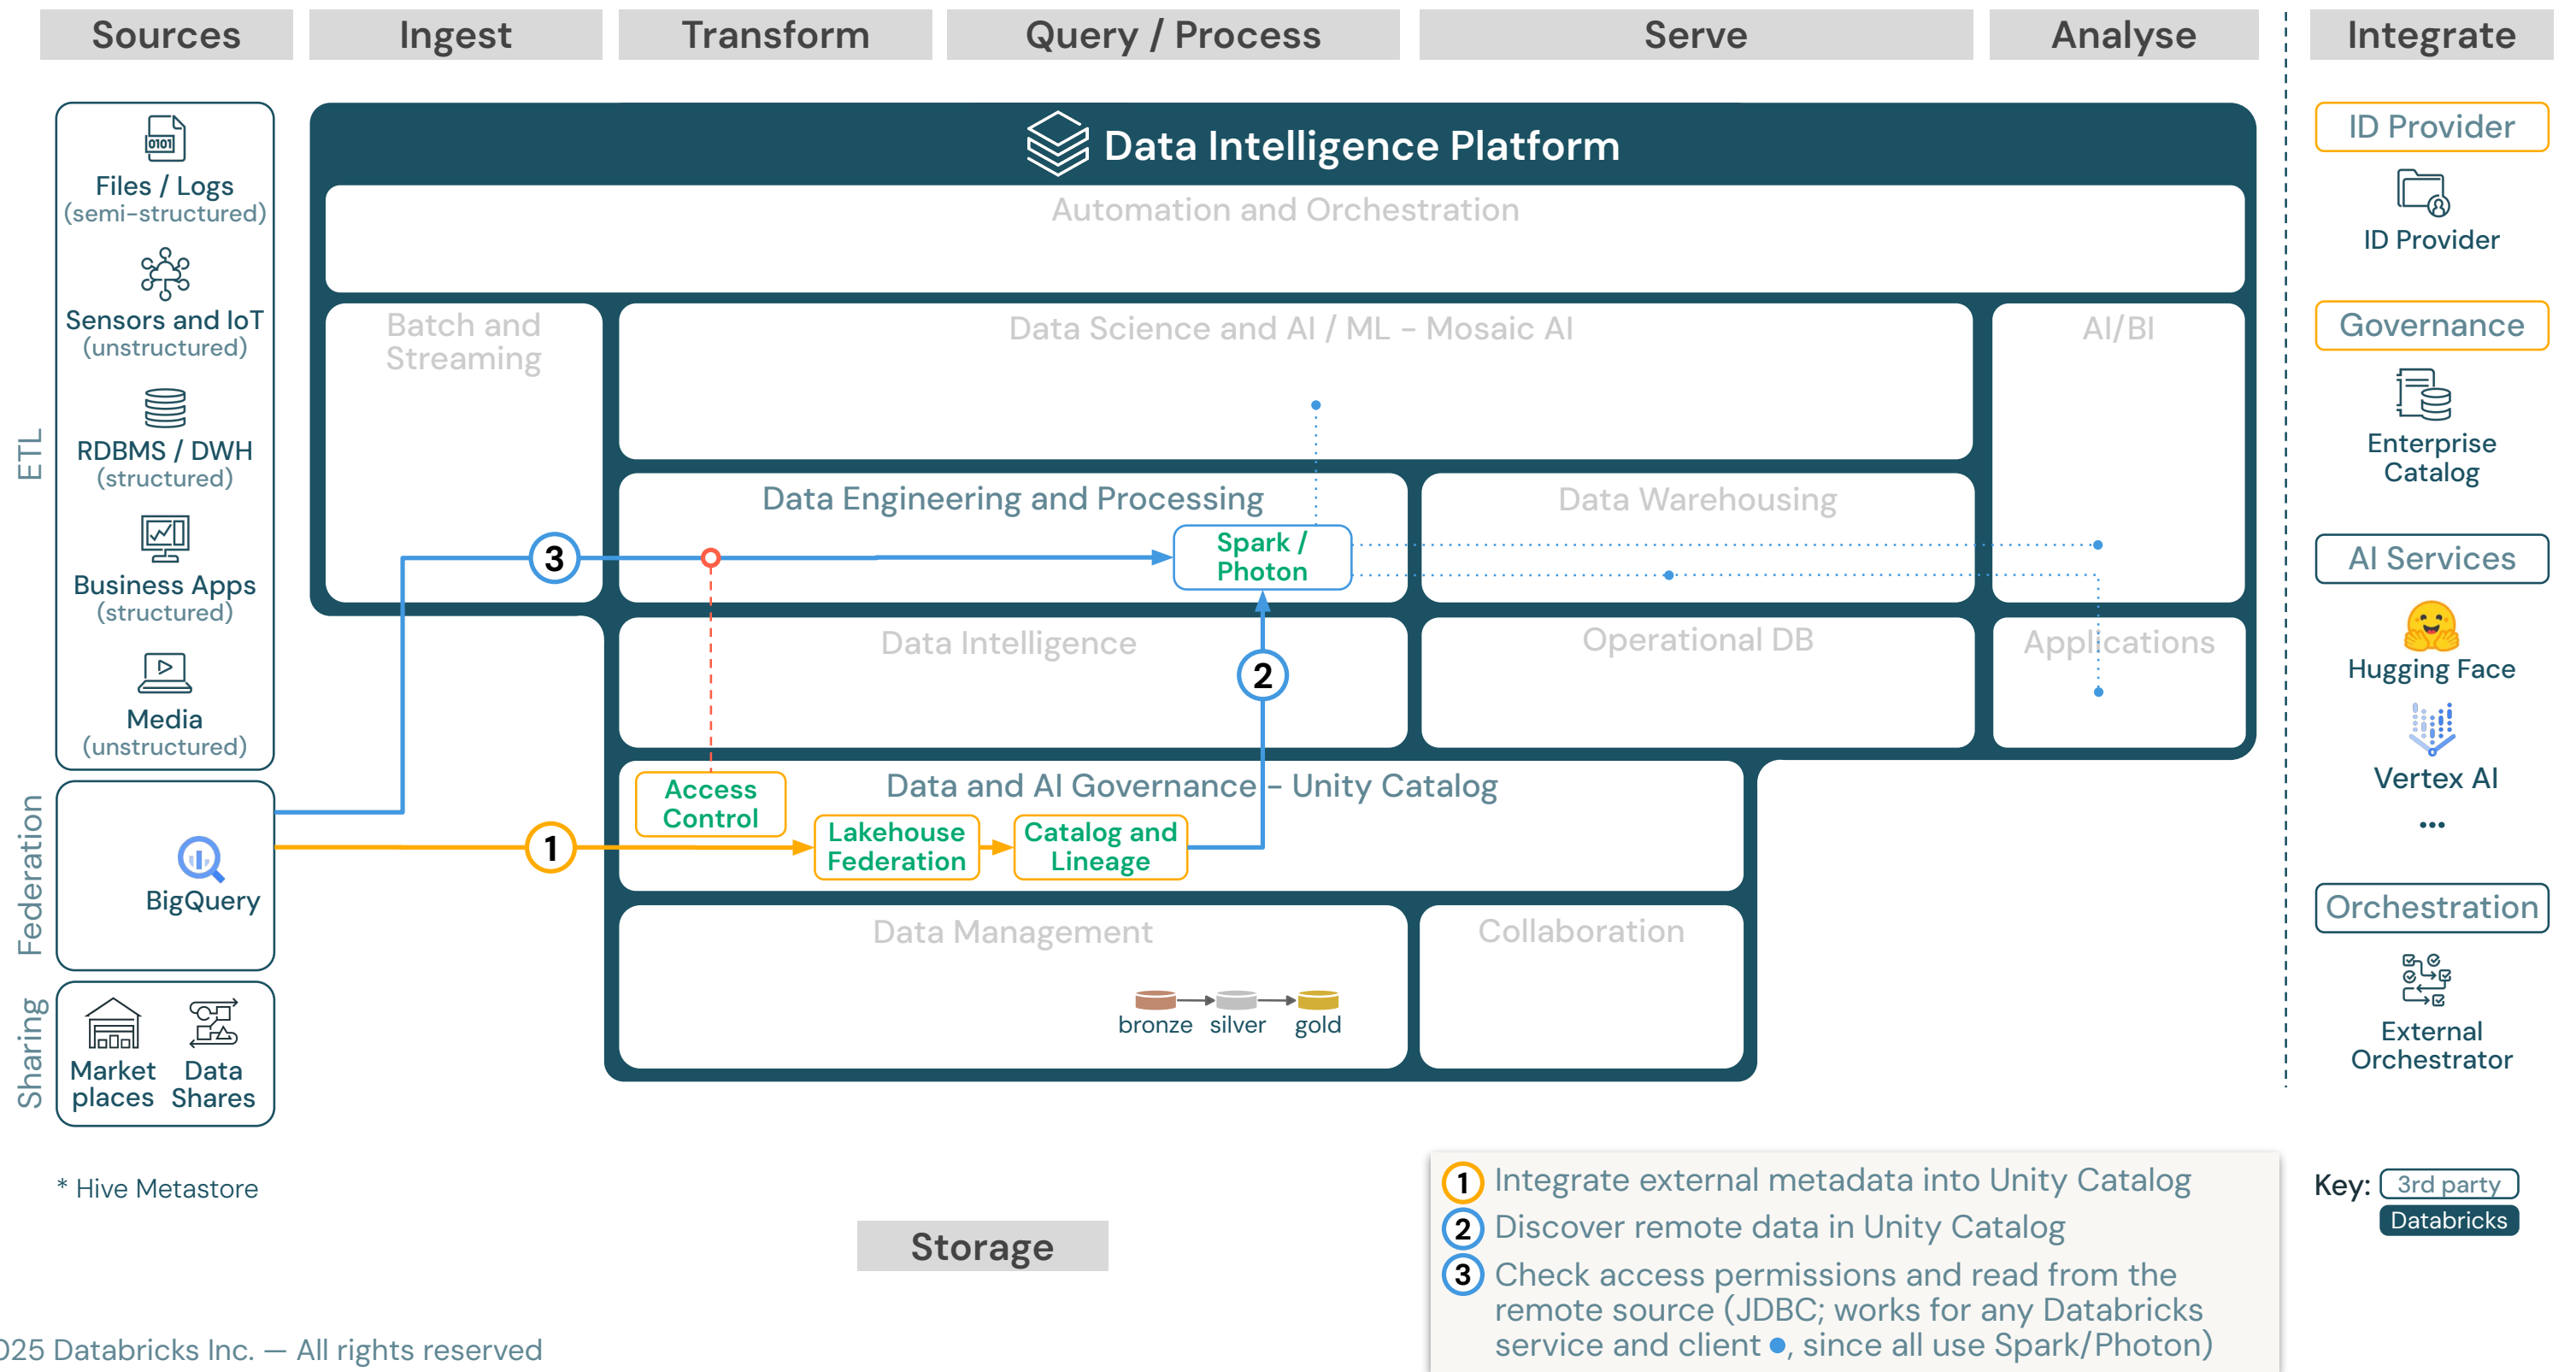 Sources
Ingest
Transform
Query / Process
Serve
Analyse
Integrate
ETL
Files / Logs
(semi-structured)
0101
Sensors and IoT
(unstructured)
RDBMS / DWH
(structured)
Business Apps
(structured)
Media
(unstructured)
Federation
BigQuery
Sharing
Market
places
Data
Shares
* Hive Metastore
Data Intelligence Platform
Automation and Orchestration
Batch and
Streaming
Data Science and AI / ML - Mosaic AI
AI/BI
Data Engineering and Processing
Spark /
Photon
3
Data Warehousing
Data Intelligence
2
Operational DB
Applications
Data and AI Governance - Unity Catalog
Access
Control
1
Lakehouse
Federation
Catalog and
Lineage
Data Management
bronze
silver
gold
Collaboration
ID Provider
ID Provider
Governance
Enterprise
Catalog
AI Services
Hugging Face
Vertex AI
...
Orchestration
External
Orchestrator
Storage
1 Integrate external metadata into Unity Catalog
2 Discover remote data in Unity Catalog
3 Check access permissions and read from the
remote source (JDBC; works for any Databricks
service and client ●, since all use Spark/Photon)
Key: 3rd party
Databricks
025 Databricks Inc. — All rights reserved